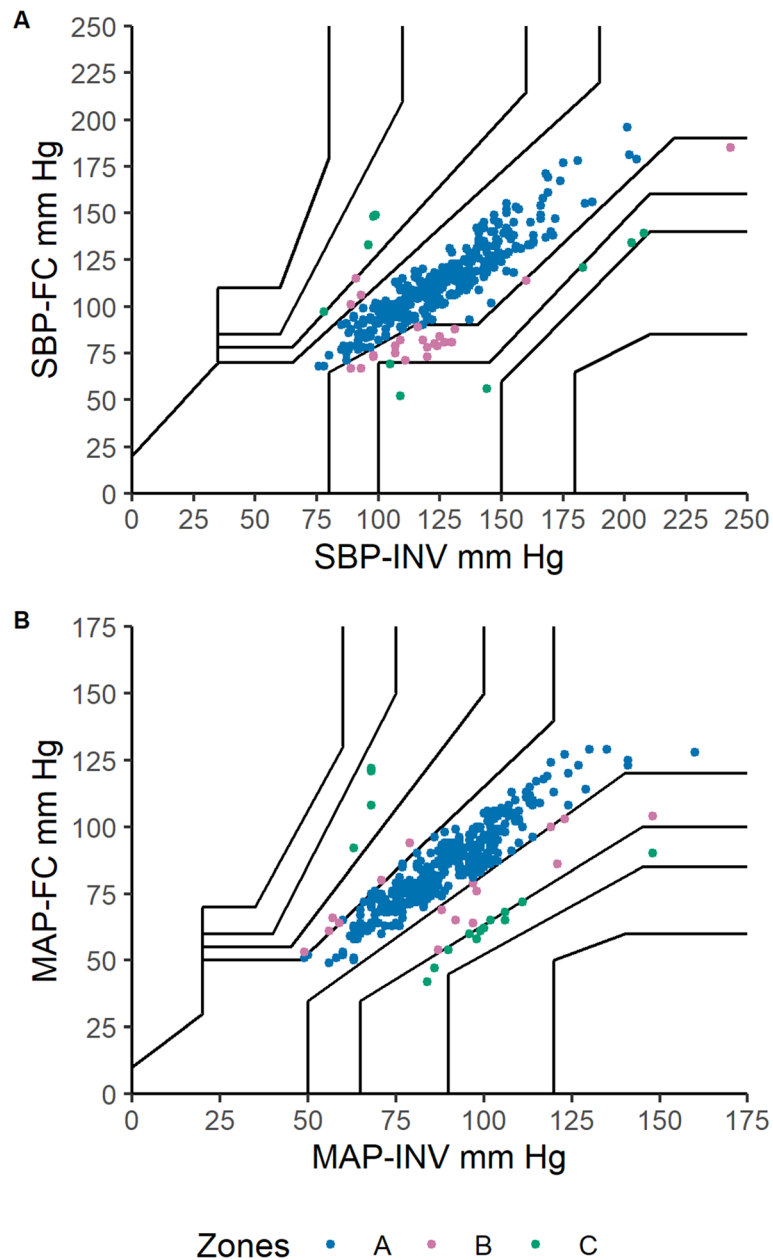 A
250
225
200
175
150
125
100
75
50
25
0
SBP-FC mm Hg
0 25 50 75 100 125 150 175 200 225 250
SBP-INV mm Hg
B
175
150
125
100
75
50
25
0
MAP-FC mm Hg
0 25 50 75 100 125 150 175
MAP-INV mm Hg
Zones A B C